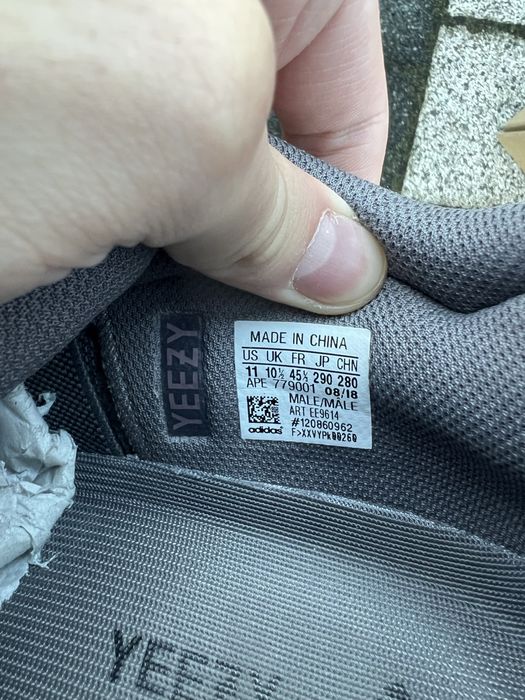 YEEZY
MADE IN CHINA
US UK FR JP CHN
11 10½ 45⅓ 290 280
APE 779001 08/18
MALE/MÂLE
ART EE9614
#120860962
adidas® F>XXVYPk00260
YEEZY